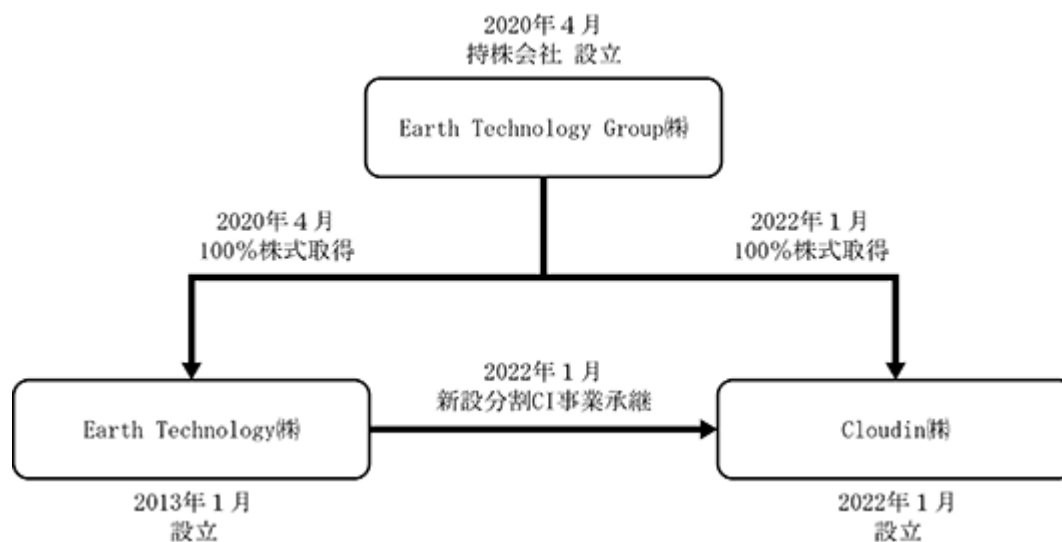 2020年４月
持株会社 設立
Earth Technology Group㈱
2020年４月
100％株式取得
2022年１月
100％株式取得
2022年１月
新設分割CI事業承継
Earth Technology㈱
Cloudin㈱
2013年１月
設立
2022年１月
設立